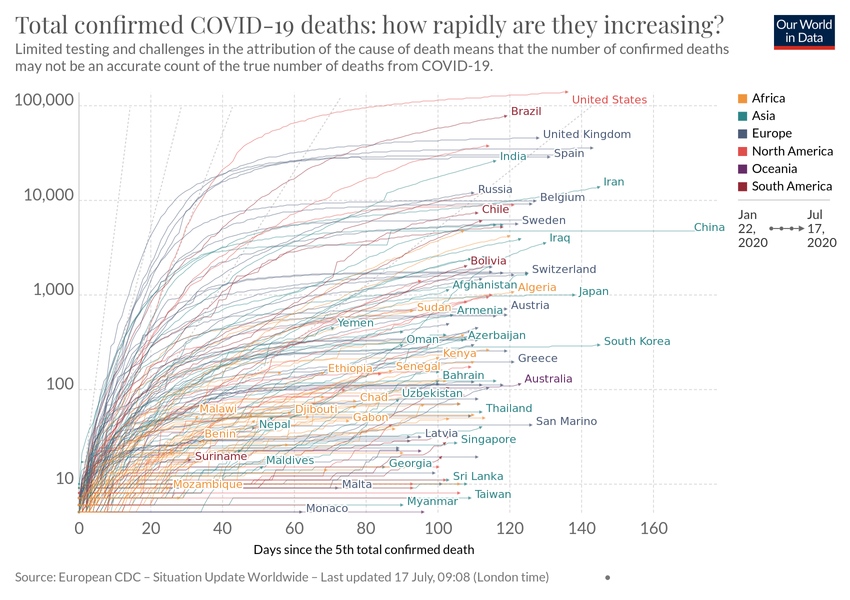 Total confirmed COVID-19 deaths: how rapidly are they increasing?
Limited testing and challenges in the attribution of the cause of death means that the number of confirmed deaths
may not be an accurate count of the true number of deaths from COVID-19.
Our World
in Data
100,000
10,000
1,000
100
10
United States
Brazil
United Kingdom
India
Spain
Russia
Iran
Belgium
Chile
Sweden
China
Iraq
Bolivia
Switzerland
Afghanistan
Algeria
Japan
Sudan
Armenia
Austria
Yemen
Oman
Azerbaijan
South Korea
Kenya
Greece
Ethiopia
Senegal
Bahrain
Australia
Uzbekistan
Chad
Malawi
Djibouti
Thailand
Gabon
Nepal
San Marino
Benin
Latvia
Singapore
Suriname
Maldives
Georgia
Sri Lanka
Mozambique
Malta
Taiwan
Myanmar
Monaco
0
20
40
60
80
100
120
140
160
Days since the 5th total confirmed death
Africa
Asia
Europe
North America
Oceania
South America
Jan
22,
2020
Jul
17,
2020
Source: European CDC – Situation Update Worldwide – Last updated 17 July, 09:08 (London time)